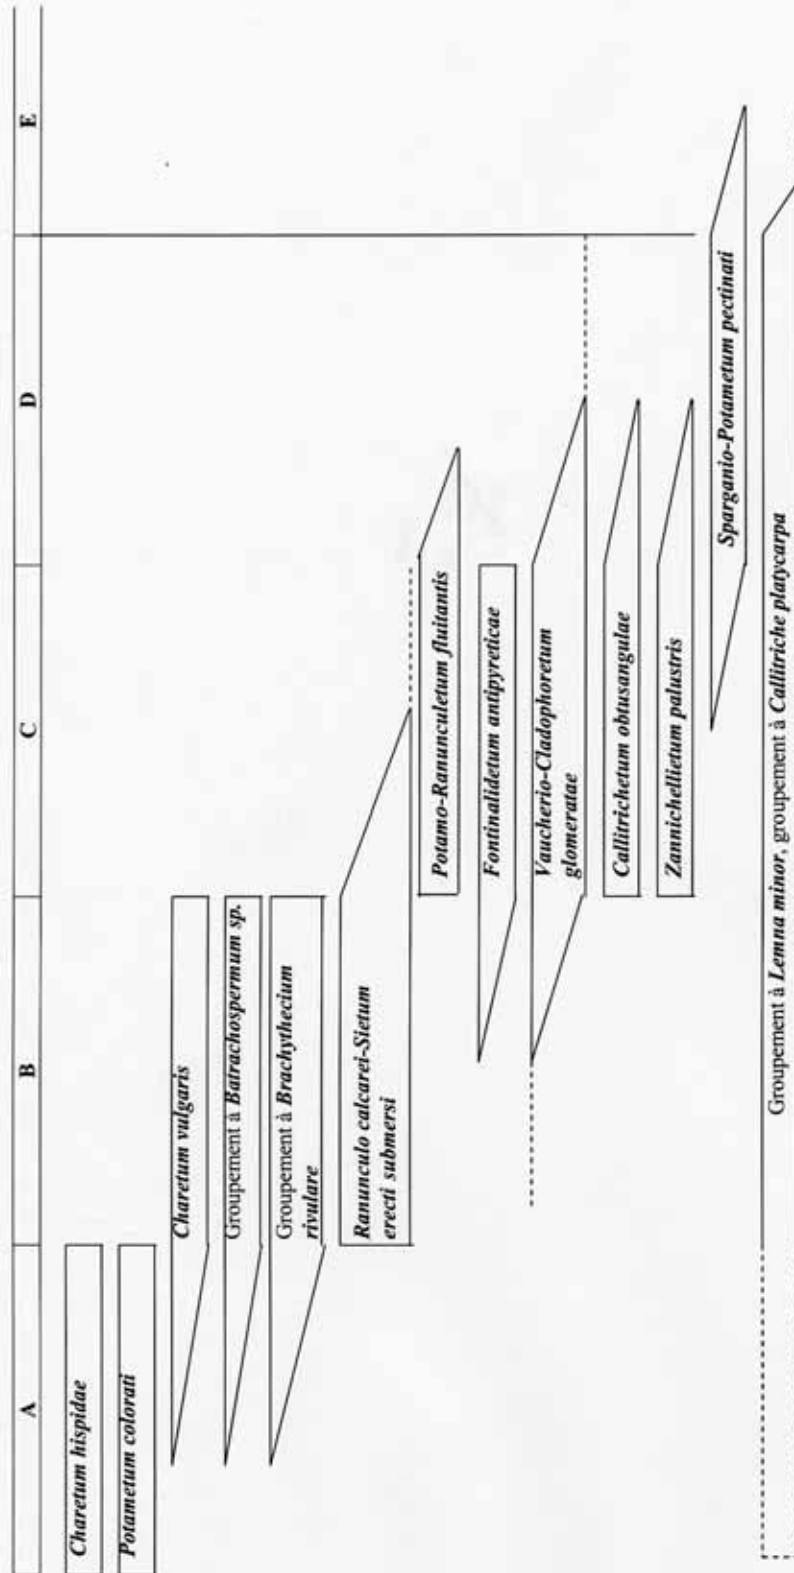 A B C D E
Charetum hispidae
Potametum colorati
Charetum vulgaris
Groupement à Batrachospermum sp.
Groupement à Brachythecium
rivulare
Ranunculo calcarei-Sietum
erecti submersi
Potamo-Ranunculetum fluitantis
Fontinalidetum antipyreticae
Vaucherio-Cladophoretum
glomeratae
Callitrichetum obtusangulae
Zannichellietum palustris
Sparganio-Potametum pectinati
Groupement à Lemna minor, groupement à Callitriche platycarpa